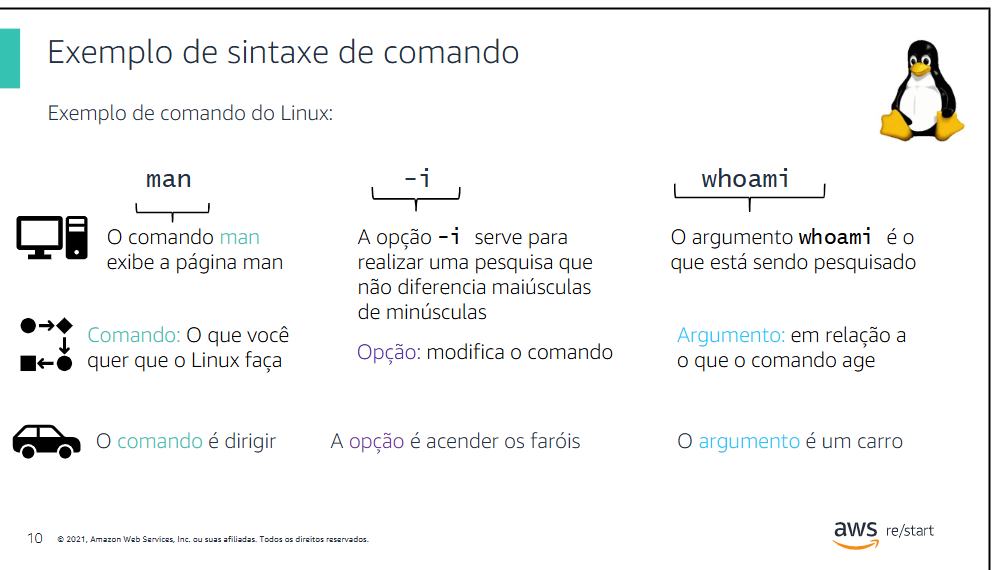 Exemplo de sintaxe de comando
Exemplo de comando do Linux:
man
-i
whoami
O comando man
exibe a página man
A opção -i serve para
realizar uma pesquisa que
não diferencia maiúsculas
de minúsculas
O argumento whoami é o
que está sendo pesquisado
Comando: O que você
quer que o Linux faça
Opção: modifica o comando
Argumento: em relação a
o que o comando age
O comando é dirigir
A opção é acender os faróis
O argumento é um carro
10
© 2021, Amazon Web Services, Inc. ou suas afiliadas. Todos os direitos reservados.
aws re/start